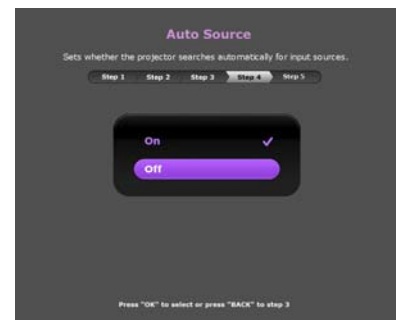 Auto Source
Sets whether the projector searches automatically for input sources.
Step 1 Step 2 Step 3 Step 4 Step 5
On
Off
Press "OK" to select or press "BACK" to step 3